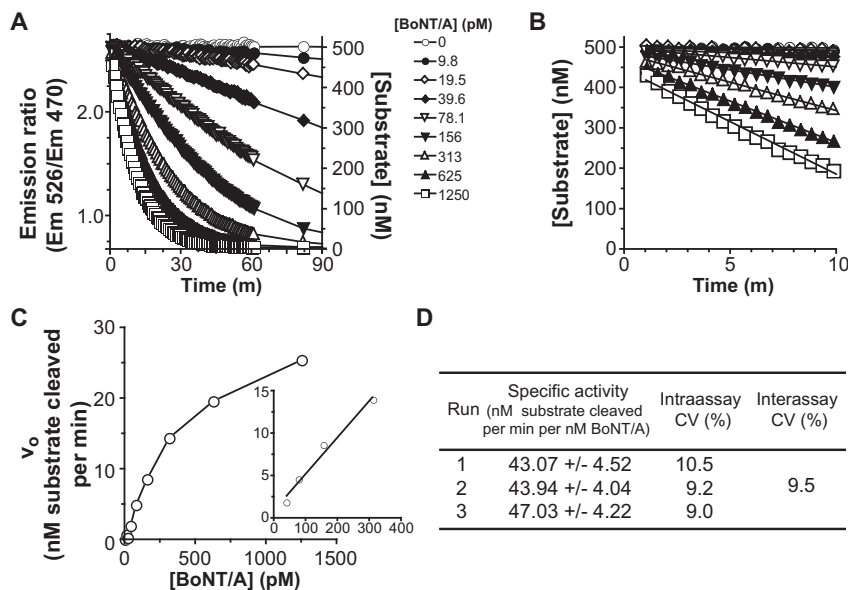 A
Emission ratio
(Em 526/Em 470)
2.0
1.0
0
30
60
90
Time (m)
500
400
300
200
100
0
[Substrate] (nM)
[BoNT/A] (pM)
0
9.8
19.5
39.6
78.1
156
313
625
1250
B
[Substrate] (nM)
500
400
300
200
100
0
0
5
10
Time (m)
C
v₀
(nM substrate cleaved
per min)
30
20
10
0
0
500
1000
1500
[BoNT/A] (pM)
15
10
5
0
0
100
200
300
400
D
Run
Specific activity
(nM substrate cleaved
per min per nM BoNT/A)
Intraassay
CV (%)
Interassay
CV (%)
1 43.07 +/- 4.52 10.5
2 43.94 +/- 4.04 9.2 9.5
3 47.03 +/- 4.22 9.0